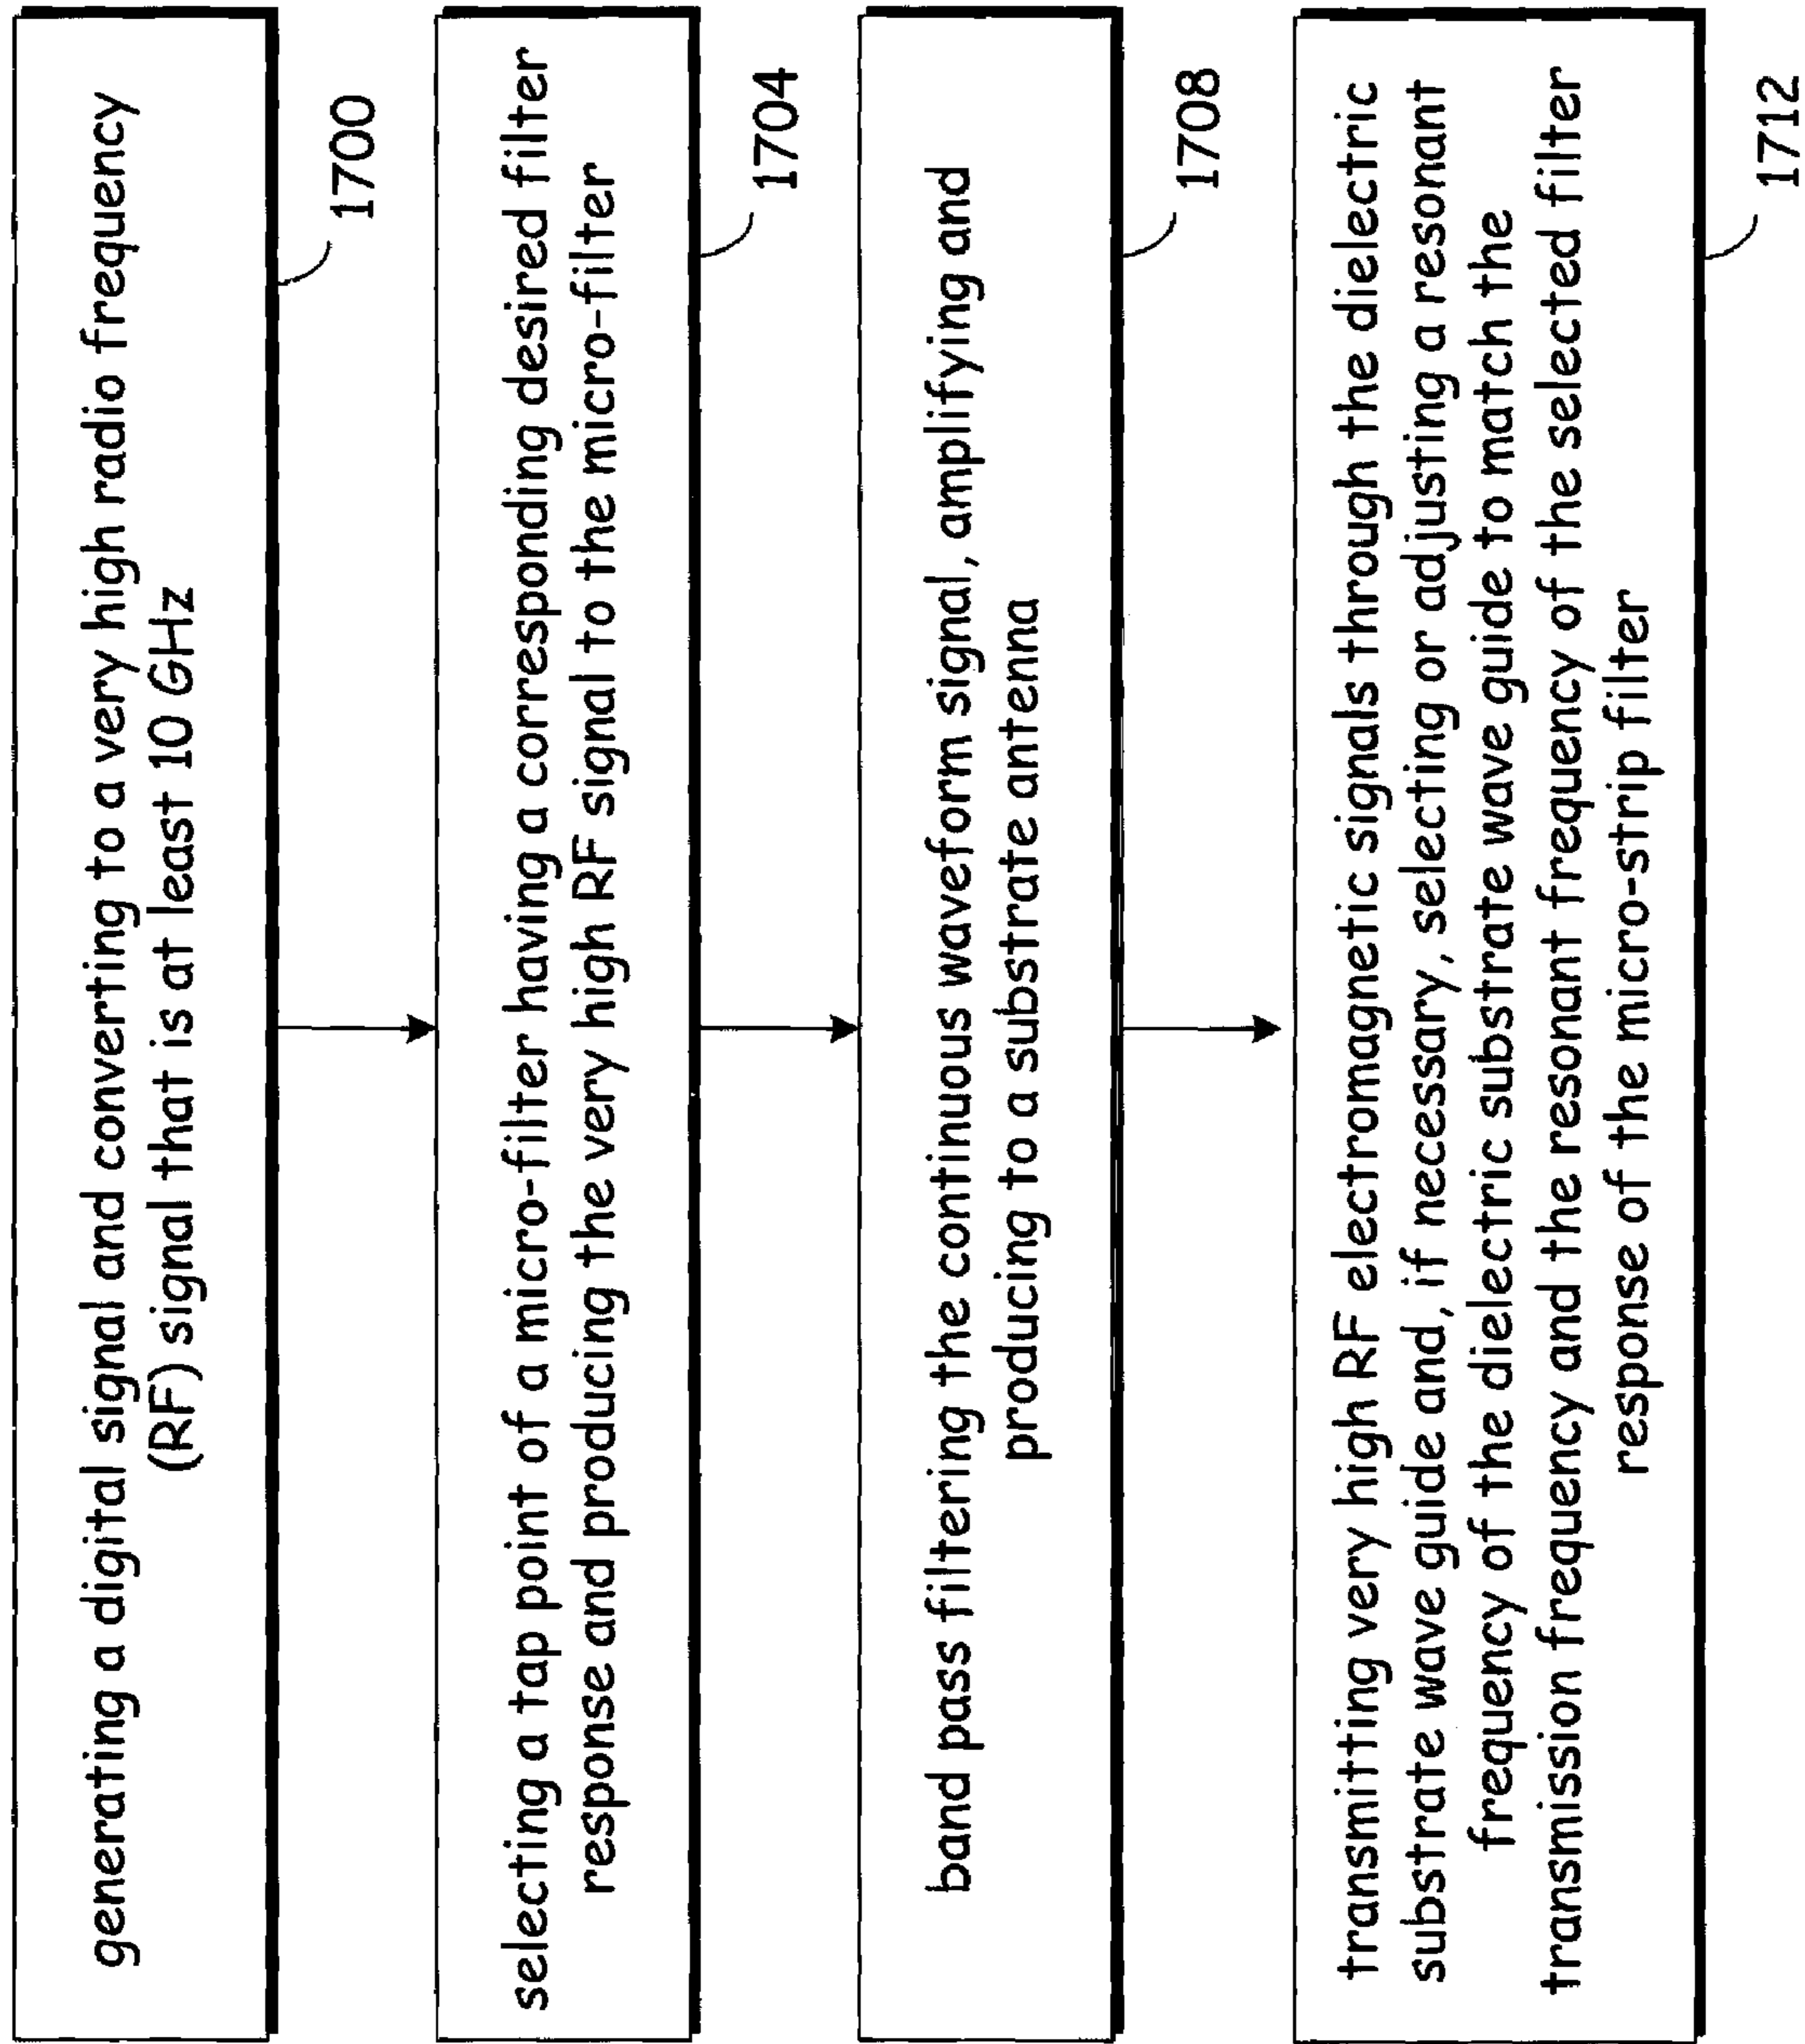 generating a digital signal and converting to a very high radio frequency
(RF) signal that is at least 10 GHz
1700
selecting a tap point of a micro-filter having a corresponding desired filter
response and producing the very high RF signal to the micro-filter
1704
band pass filtering the continuous waveform signal, amplifying and
producing to a substrate antenna
1708
transmitting very high RF electromagnetic signals through the dielectric
substrate wave guide and, if necessary, selecting or adjusting a resonant
frequency of the dielectric substrate wave guide to match the
transmission frequency and the resonant frequency of the selected filter
response of the micro-strip filter
1712